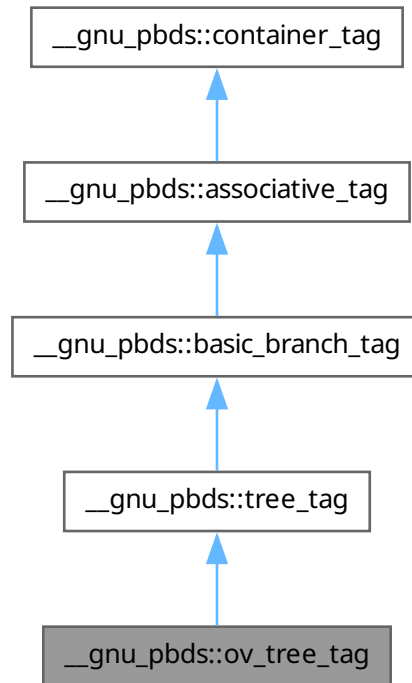 __gnu_pbds::container_tag
__gnu_pbds::associative_tag
__gnu_pbds::basic_branch_tag
__gnu_pbds::tree_tag
__gnu_pbds::ov_tree_tag